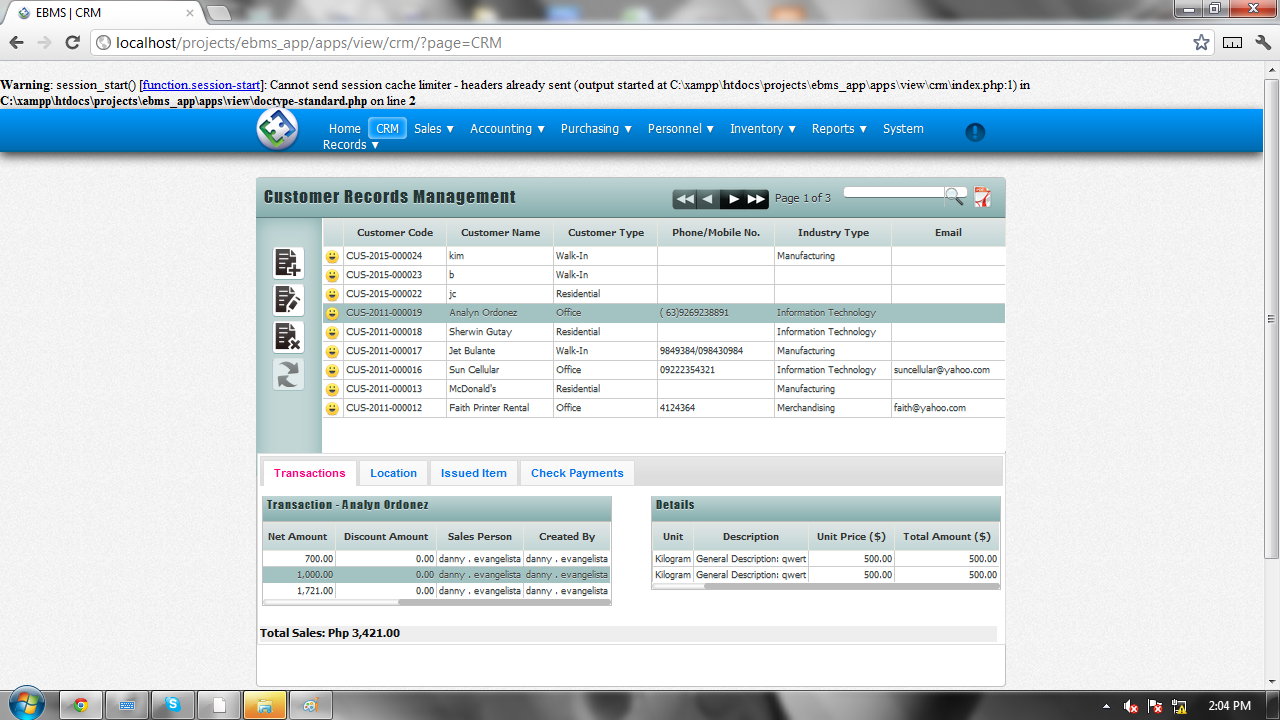 EBMS | CRM
localhost/projects/ebms_app/apps/view/crm/?page=CRM
Warning: session_start() [function.session-start]: Cannot send session cache limiter - headers already sent (output started at C:\xampp\htdocs\projects\ebms_app\apps\view\crm\index.php:1) in
C:\xampp\htdocs\projects\ebms_app\apps\view\doctype-standard.php on line 2
Home CRM Sales ▼ Accounting ▼ Purchasing ▼ Personnel ▼ Inventory ▼ Reports ▼ System
Records ▼
Customer Records Management Page 1 of 3
Customer Code Customer Name Customer Type Phone/Mobile No. Industry Type Email
CUS-2015-000024 kim Walk-In Manufacturing
CUS-2015-000023 b Walk-In
CUS-2015-000022 jc Residential
CUS-2011-000019 Analyn Ordonez Office ( 63)9269238891 Information Technology
CUS-2011-000018 Sherwin Gutay Residential Information Technology
CUS-2011-000017 Jet Bulante Walk-In 9849384/098430984 Manufacturing
CUS-2011-000016 Sun Cellular Office 09222354321 Information Technology suncellular@yahoo.com
CUS-2011-000013 McDonald's Residential Manufacturing
CUS-2011-000012 Faith Printer Rental Office 4124364 Merchandising faith@yahoo.com
Transactions Location Issued Item Check Payments
Transaction - Analyn Ordonez
Net Amount Discount Amount Sales Person Created By
700.00 0.00 danny . evangelista danny . evangelista
1,000.00 0.00 danny . evangelista danny . evangelista
1,721.00 0.00 danny . evangelista danny . evangelista
Details
Unit Description Unit Price ($) Total Amount ($)
Kilogram General Description: qwert 500.00 500.00
Kilogram General Description: qwert 500.00 500.00
Total Sales: Php 3,421.00
2:04 PM